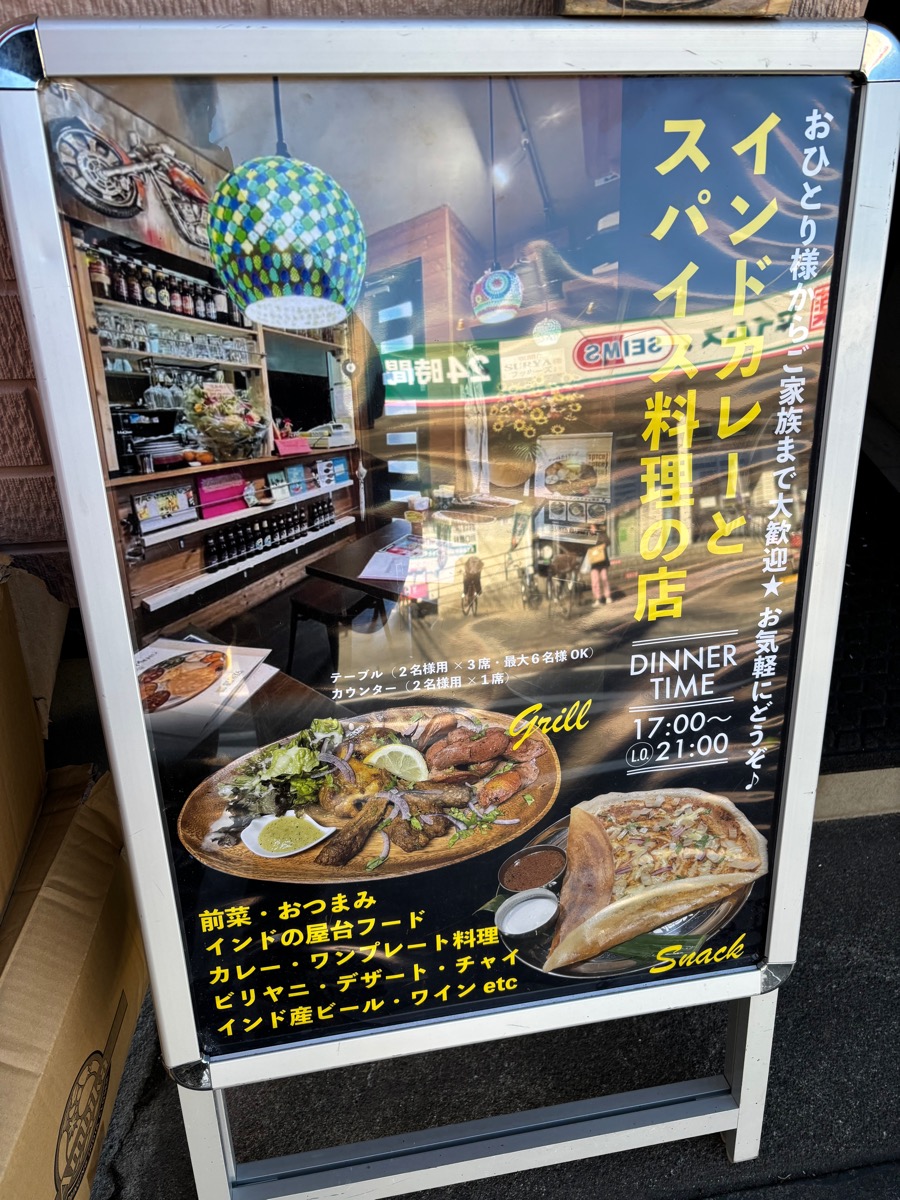 おひとり様からご家族まで大歓迎★ お気軽にどうぞ♪
インドカレーと
スパイス料理の店
SEIMS
24時間
テーブル（2名様用×3席・最大6名様OK）
カウンター（2名様用×1席）
DINNER
TIME
17:00～
L.O. 21:00
Grill
前菜・おつまみ
インドの屋台フード
カレー・ワンプレート料理
ビリヤニ・デザート・チャイ
インド産ビール・ワイン etc
Snack